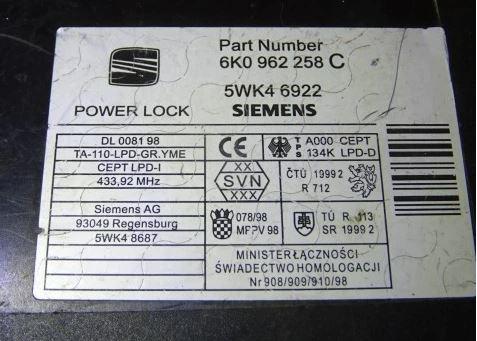 Part Number
6K0 962 258 C
5WK4 6922
POWER LOCK SIEMENS
DL 0081 98
TA-110-LPD-GR.YME
CEPT LPD-I
433,92 MHz
Siemens AG
93049 Regensburg
5WK4 8687
CE
XX
SVN
XXX
T A000 CEPT
P
S 134K LPD-D
ČTÚ 1999 2
R 712
078/98
MPPV 98
TÚ R 113
SR 1999 2
MINISTER ŁĄCZNOŚCI
ŚWIADECTWO HOMOLOGACJI
Nr 908/909/910/98